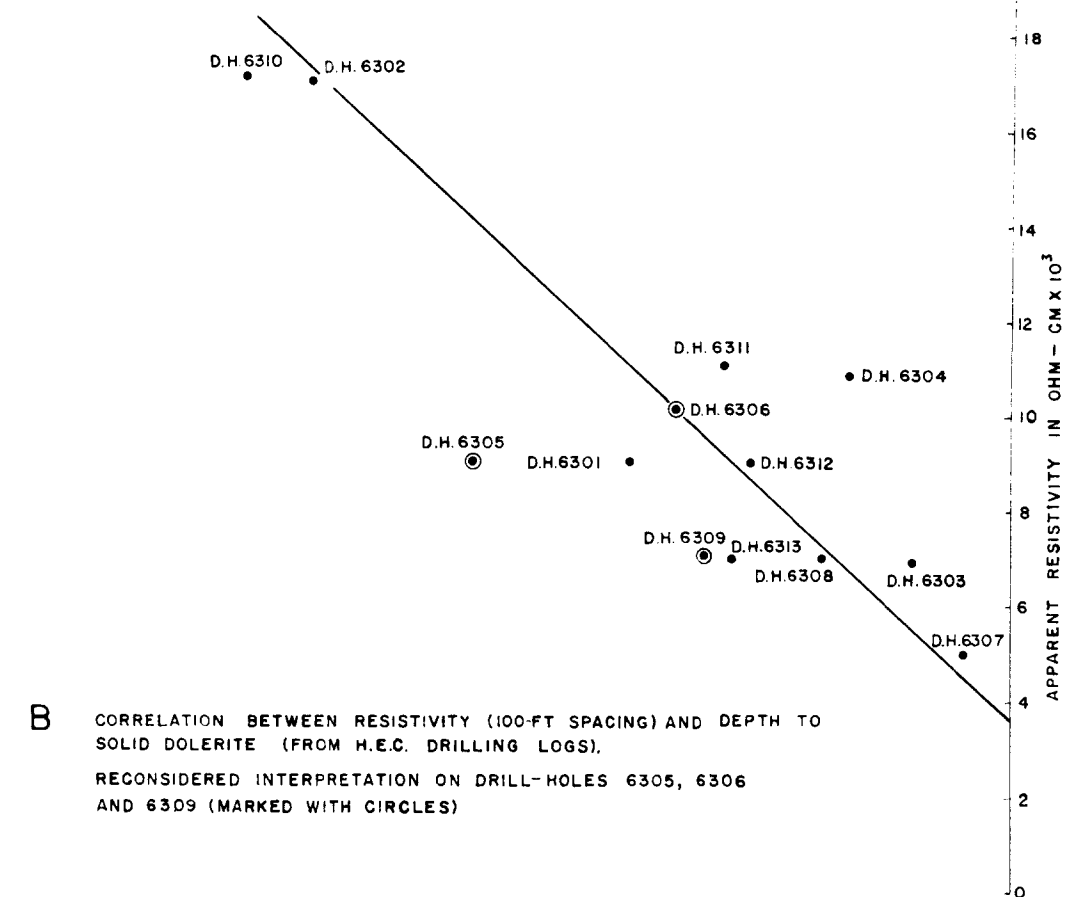 18
D.H. 6310
D.H. 6302
16
14
12
D.H. 6311
D.H. 6304
10
D.H. 6306
D.H. 6305
D.H. 6301
D.H. 6312
8
D.H. 6309
D.H. 6313
D.H. 6308
D.H. 6303
6
D.H. 6307
4
2
0
APPARENT RESISTIVITY IN OHM-CM X 10³
B
CORRELATION BETWEEN RESISTIVITY (100-FT SPACING) AND DEPTH TO
SOLID DOLERITE (FROM H.E.C. DRILLING LOGS).
RECONSIDERED INTERPRETATION ON DRILL-HOLES 6305, 6306
AND 6309 (MARKED WITH CIRCLES)